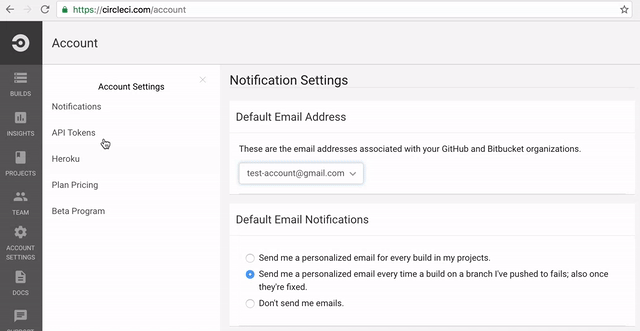 https://circleci.com/account
Account
BUILDS
INSIGHTS
PROJECTS
TEAM
ACCOUNT
SETTINGS
DOCS
Account Settings
Notifications
API Tokens
Heroku
Plan Pricing
Beta Program
Notification Settings
Default Email Address
These are the email addresses associated with your GitHub and Bitbucket organizations.
test-account@gmail.com
Default Email Notifications
Send me a personalized email for every build in my projects.
Send me a personalized email every time a build on a branch I've pushed to fails; also once
they're fixed.
Don't send me emails.